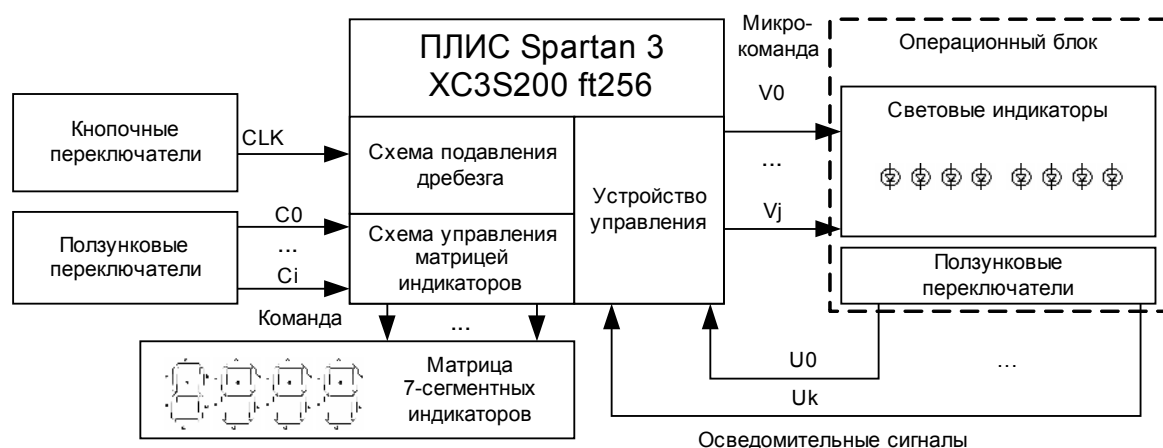 ПЛИС Spartan 3
XC3S200 ft256
Микро-
команда
Операционный блок
Кнопочные
переключатели
CLK
Схема подавления
дребезга
Устройство
управления
V0
...
Vj
Световые индикаторы
Ползунковые
переключатели
C0
...
Ci
Команда
Схема управления
матрицей
индикаторов
Ползунковые
переключатели
...
Матрица
7-сегментных
индикаторов
U0
...
Uk
Осведомительные сигналы